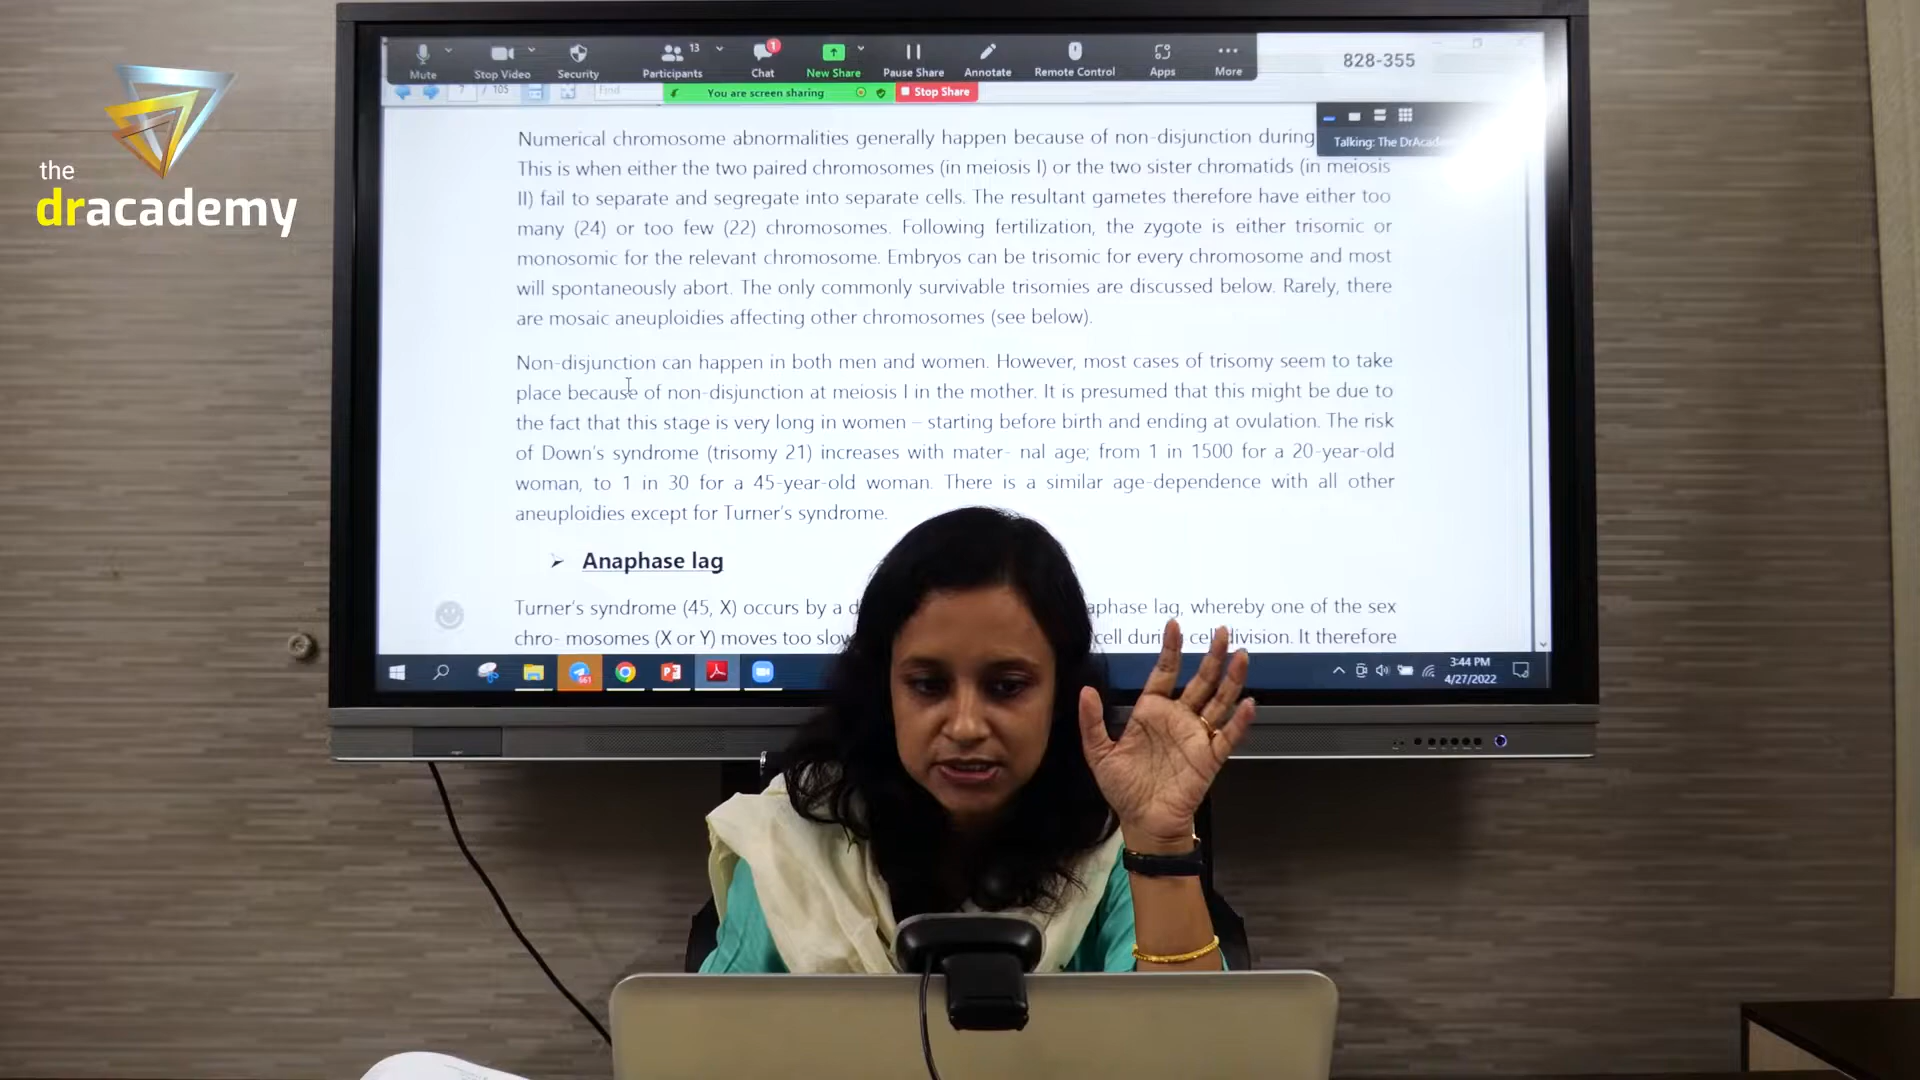 the
dracademy
Mute
Stop Video
Security
13
Participants
1
Chat
New Share
Pause Share
Annotate
Remote Control
Apps
More
828-355
7 / 105
Find
You are screen sharing
Stop Share
Talking: The DrAcade
Numerical chromosome abnormalities generally happen because of non-disjunction during
This is when either the two paired chromosomes (in meiosis I) or the two sister chromatids (in meiosis
II) fail to separate and segregate into separate cells. The resultant gametes therefore have either too
many (24) or too few (22) chromosomes. Following fertilization, the zygote is either trisomic or
monosomic for the relevant chromosome. Embryos can be trisomic for every chromosome and most
will spontaneously abort. The only commonly survivable trisomies are discussed below. Rarely, there
are mosaic aneuploidies affecting other chromosomes (see below).
Non-disjunction can happen in both men and women. However, most cases of trisomy seem to take
place because of non-disjunction at meiosis I in the mother. It is presumed that this might be due to
the fact that this stage is very long in women – starting before birth and ending at ovulation. The risk
of Down's syndrome (trisomy 21) increases with mater- nal age; from 1 in 1500 for a 20-year-old
woman, to 1 in 30 for a 45-year-old woman. There is a similar age-dependence with all other
aneuploidies except for Turner's syndrome.
➢ Anaphase lag
Turner's syndrome (45, X) occurs by a d aphase lag, whereby one of the sex
chro- mosomes (X or Y) moves too slow cell during cell division. It therefore
661
3:44 PM
4/27/2022